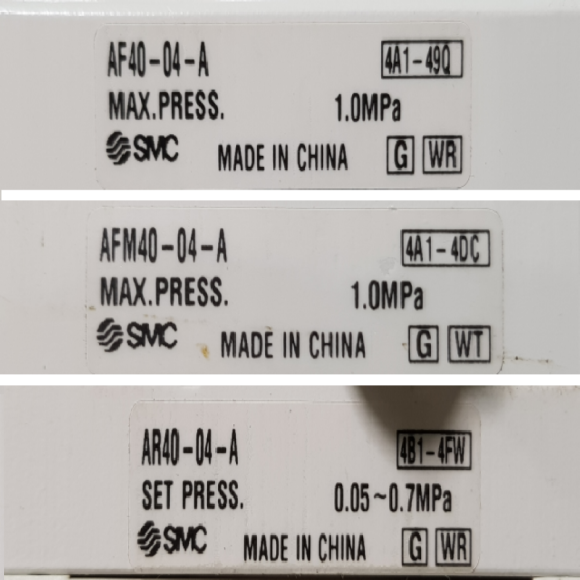 AF40-04-A 4A1-49Q
MAX.PRESS. 1.0MPa
SMC MADE IN CHINA G WR
AFM40-04-A 4A1-4DC
MAX.PRESS. 1.0MPa
SMC MADE IN CHINA G WT
AR40-04-A 4B1-4FW
SET PRESS. 0.05~0.7MPa
SMC MADE IN CHINA G WR